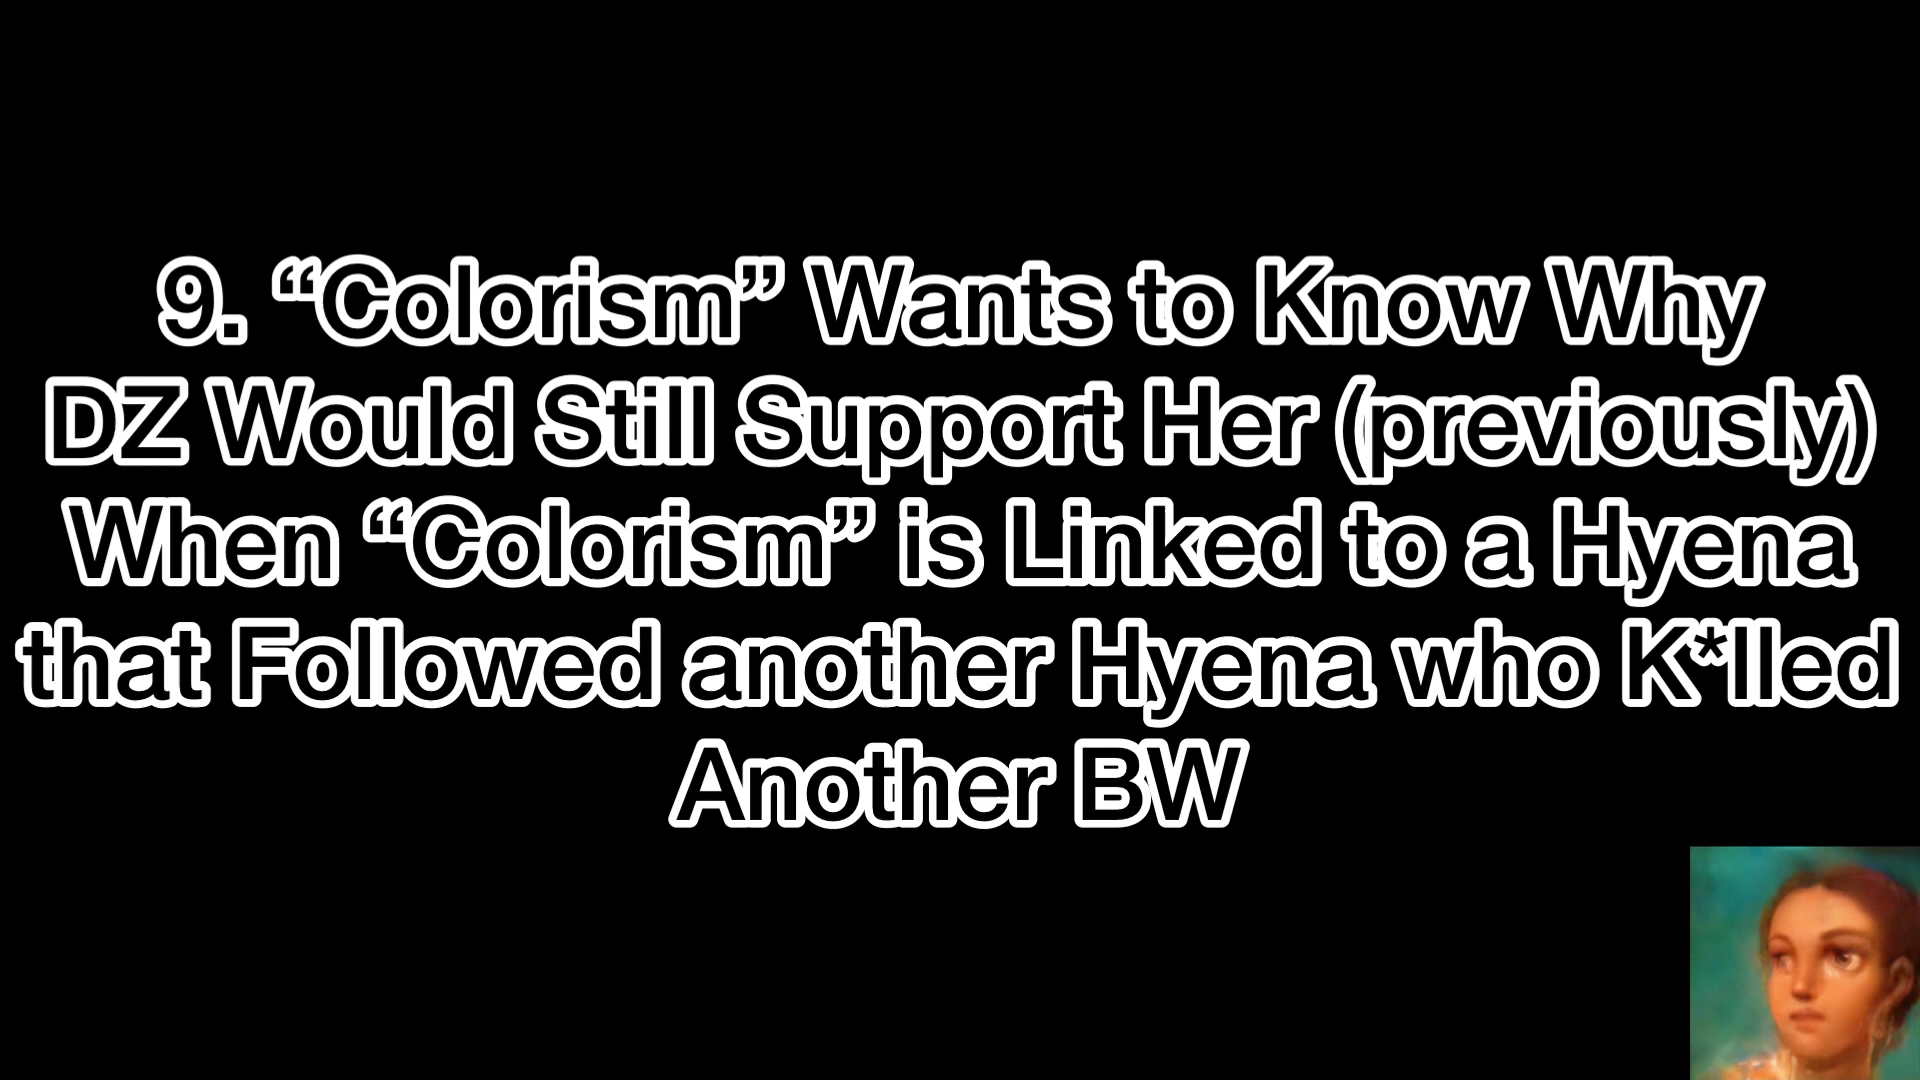 9. “Colorism” Wants to Know Why
DZ Would Still Support Her (previously)
When “Colorism” is Linked to a Hyena
that Followed another Hyena who K*lled
Another BW